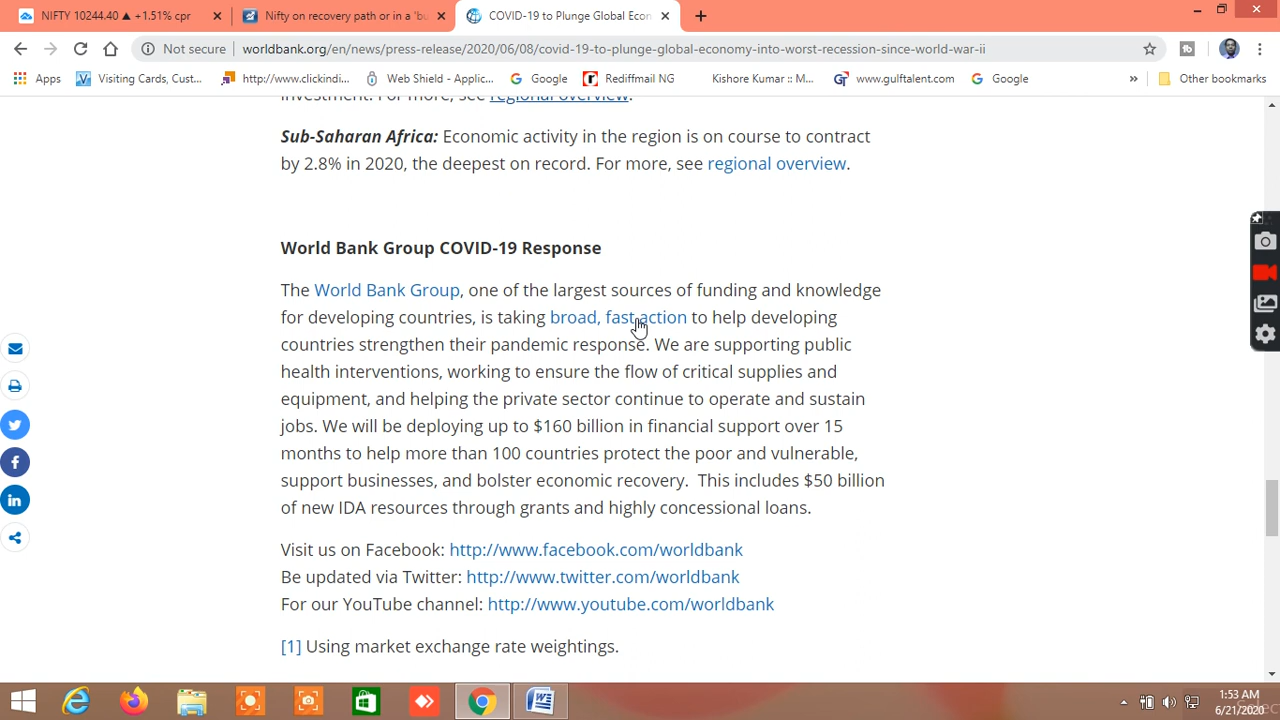 NIFTY 10244.40 ▲ +1.51% cpr
Nifty on recovery path or in a 'bu
COVID-19 to Plunge Global Econ
Not secure
worldbank.org/en/news/press-release/2020/06/08/covid-19-to-plunge-global-economy-into-worst-recession-since-world-war-ii
Apps
Visiting Cards, Cust...
http://www.clickindi...
Web Shield - Applic...
Google
Rediffmail NG
Kishore Kumar :: M...
www.gulftalent.com
Google
»
Other bookmarks
investment. For more, see regional overview.
Sub-Saharan Africa: Economic activity in the region is on course to contract
by 2.8% in 2020, the deepest on record. For more, see regional overview.
World Bank Group COVID-19 Response
The World Bank Group, one of the largest sources of funding and knowledge
for developing countries, is taking broad, fast action to help developing
countries strengthen their pandemic response. We are supporting public
health interventions, working to ensure the flow of critical supplies and
equipment, and helping the private sector continue to operate and sustain
jobs. We will be deploying up to $160 billion in financial support over 15
months to help more than 100 countries protect the poor and vulnerable,
support businesses, and bolster economic recovery.  This includes $50 billion
of new IDA resources through grants and highly concessional loans.
Visit us on Facebook: http://www.facebook.com/worldbank
Be updated via Twitter: http://www.twitter.com/worldbank
For our YouTube channel: http://www.youtube.com/worldbank
[1] Using market exchange rate weightings.
1:53 AM
6/21/2020